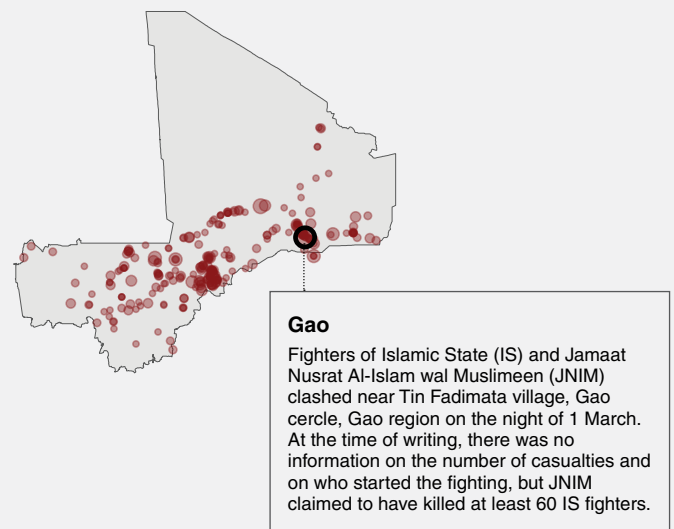 Gao
Fighters of Islamic State (IS) and Jamaat
Nusrat Al-Islam wal Muslimeen (JNIM)
clashed near Tin Fadimata village, Gao
cercle, Gao region on the night of 1 March.
At the time of writing, there was no
information on the number of casualties and
on who started the fighting, but JNIM
claimed to have killed at least 60 IS fighters.